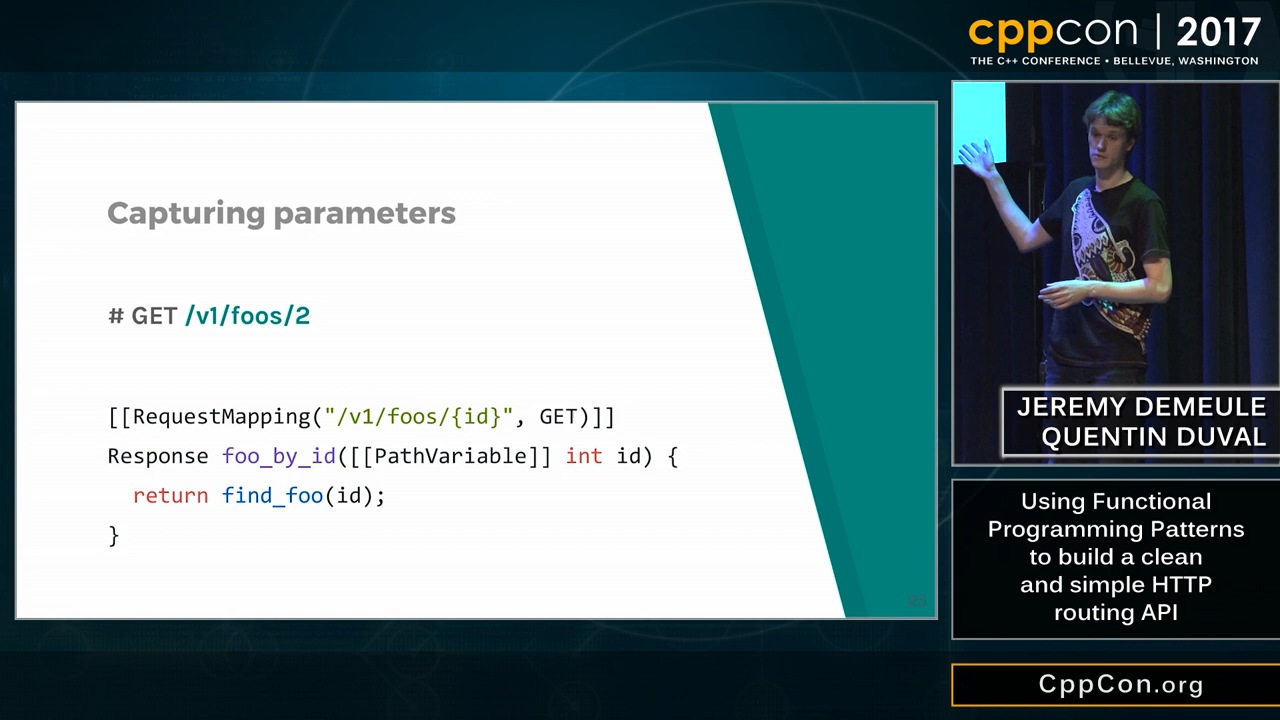 cppcon | 2017
THE C++ CONFERENCE • BELLEVUE, WASHINGTON
Capturing parameters
# GET /v1/foos/2
[[RequestMapping("/v1/foos/{id}", GET)]]
Response foo_by_id([[PathVariable]] int id) {
return find_foo(id);
}
JEREMY DEMEULE
QUENTIN DUVAL
Using Functional
Programming Patterns
to build a clean
and simple HTTP
routing API
CppCon.org